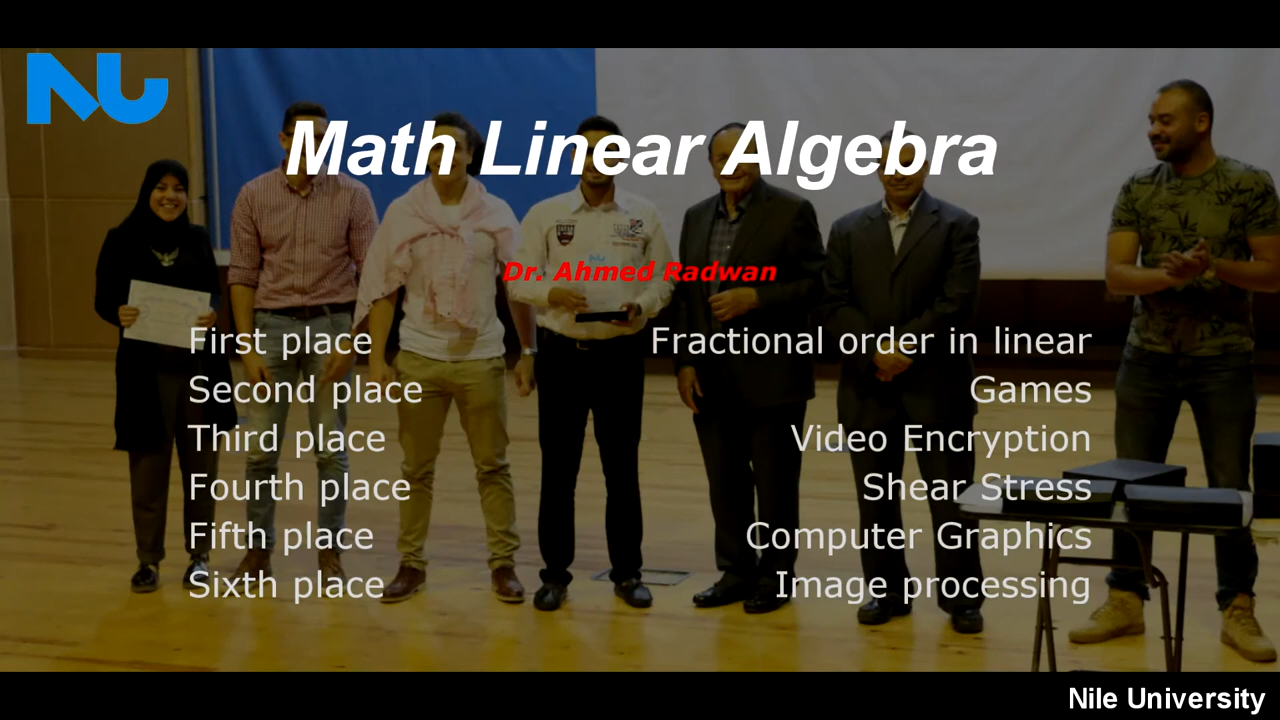 NU
Math Linear Algebra
Dr. Ahmed Radwan
First place Fractional order in linear
Second place Games
Third place Video Encryption
Fourth place Shear Stress
Fifth place Computer Graphics
Sixth place Image processing
Nile University